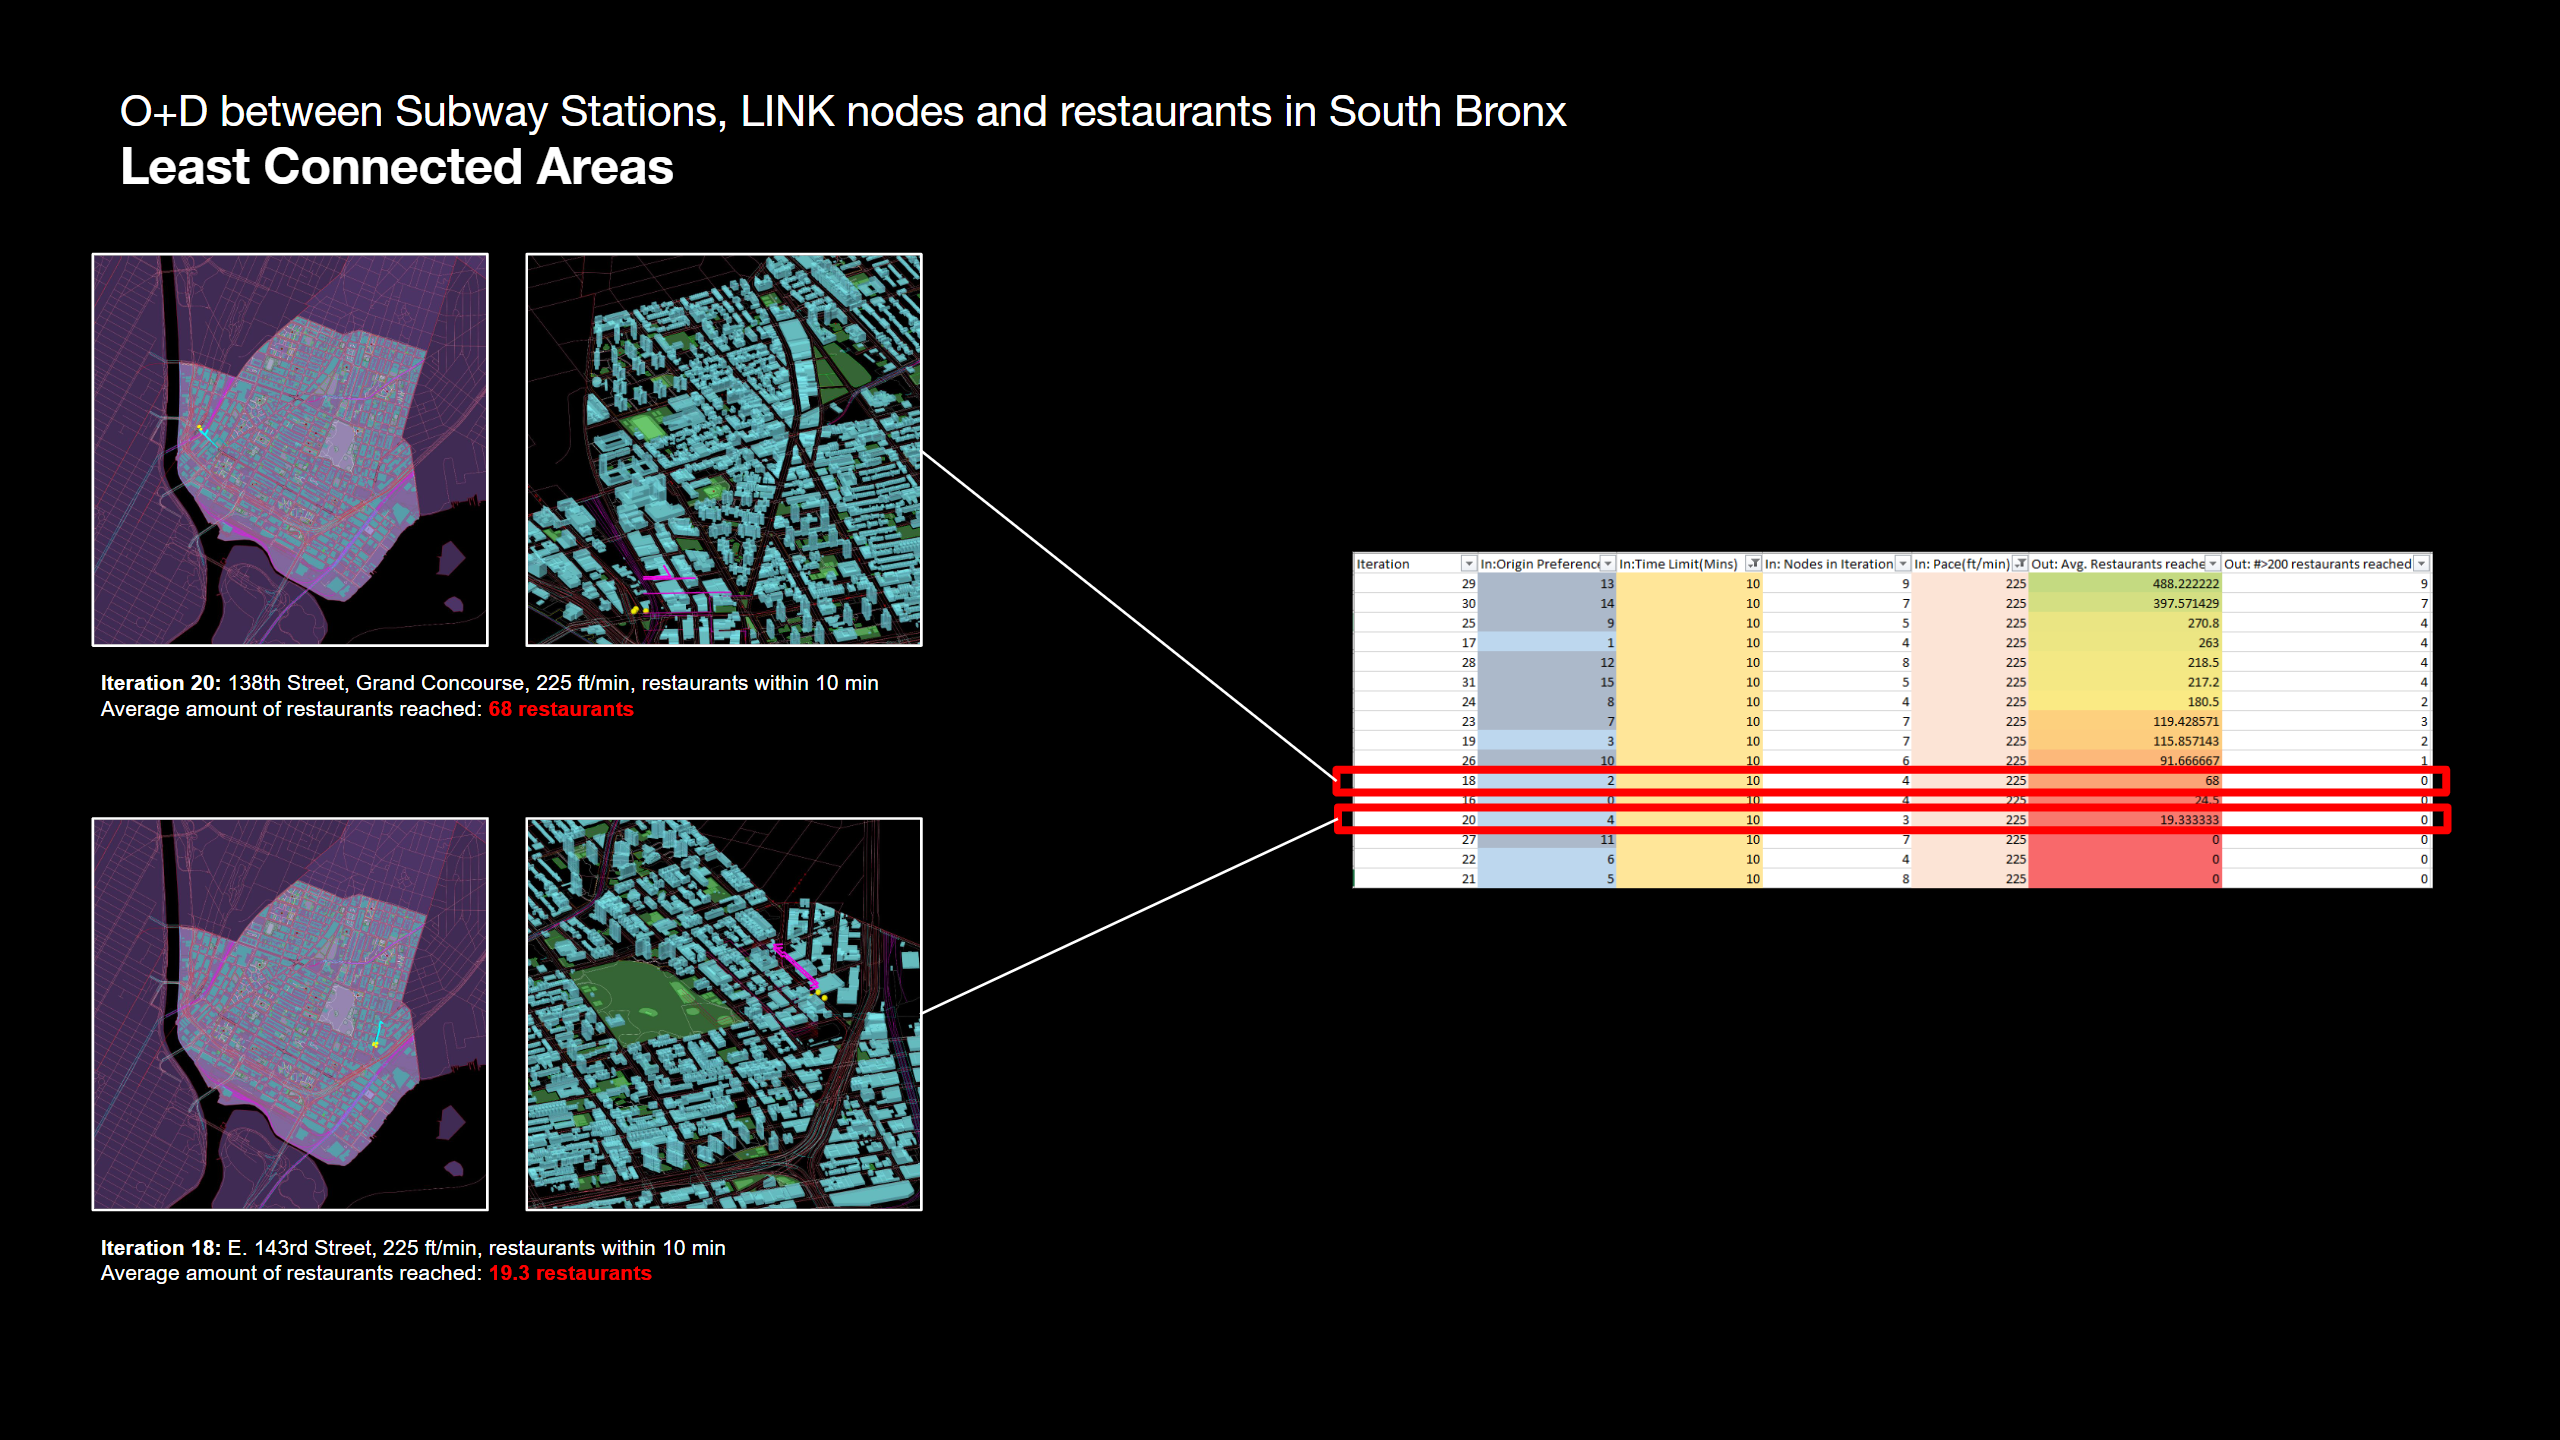 O+D between Subway Stations, LINK nodes and restaurants in South Bronx
Least Connected Areas
Iteration 20: 138th Street, Grand Concourse, 225 ft/min, restaurants within 10 min
Average amount of restaurants reached: 68 restaurants
Iteration 18: E. 143rd Street, 225 ft/min, restaurants within 10 min
Average amount of restaurants reached: 19.3 restaurants
Iteration In:Origin Preference In:Time Limit(Mins) In: Nodes in Iteration In: Pace(ft/min) Out: Avg. Restaurants reache Out: #>200 restaurants reached
29 13 10 9 225 488.222222 9
30 14 10 7 225 397.571429 7
25 9 10 5 225 270.8 4
17 1 10 4 225 263 4
28 12 10 8 225 218.5 4
31 15 10 5 225 217.2 4
24 8 10 4 225 180.5 2
23 7 10 7 225 119.428571 3
19 3 10 7 225 115.857143 2
26 10 10 6 225 91.666667 1
18 2 10 4 225 68 0
16 0 10 4 225 24.5 0
20 4 10 3 225 19.333333 0
27 11 10 7 225 0 0
22 6 10 4 225 0 0
21 5 10 8 225 0 0